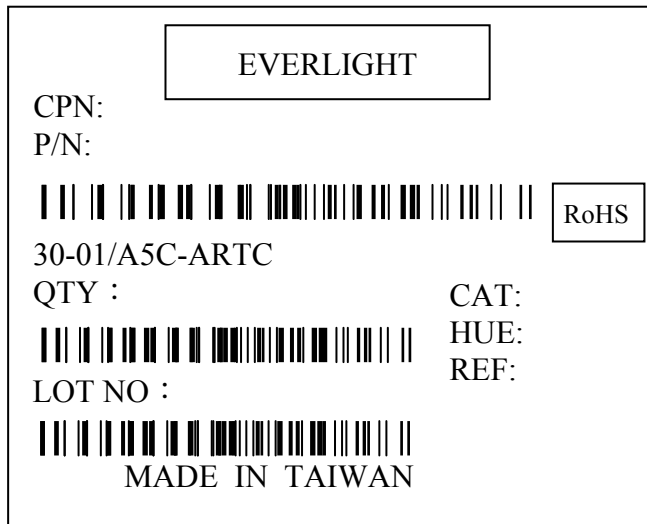 EVERLIGHT
CPN:
P/N:
RoHS
30-01/A5C-ARTC
QTY：
CAT:
HUE:
REF:
LOT NO：
MADE IN TAIWAN